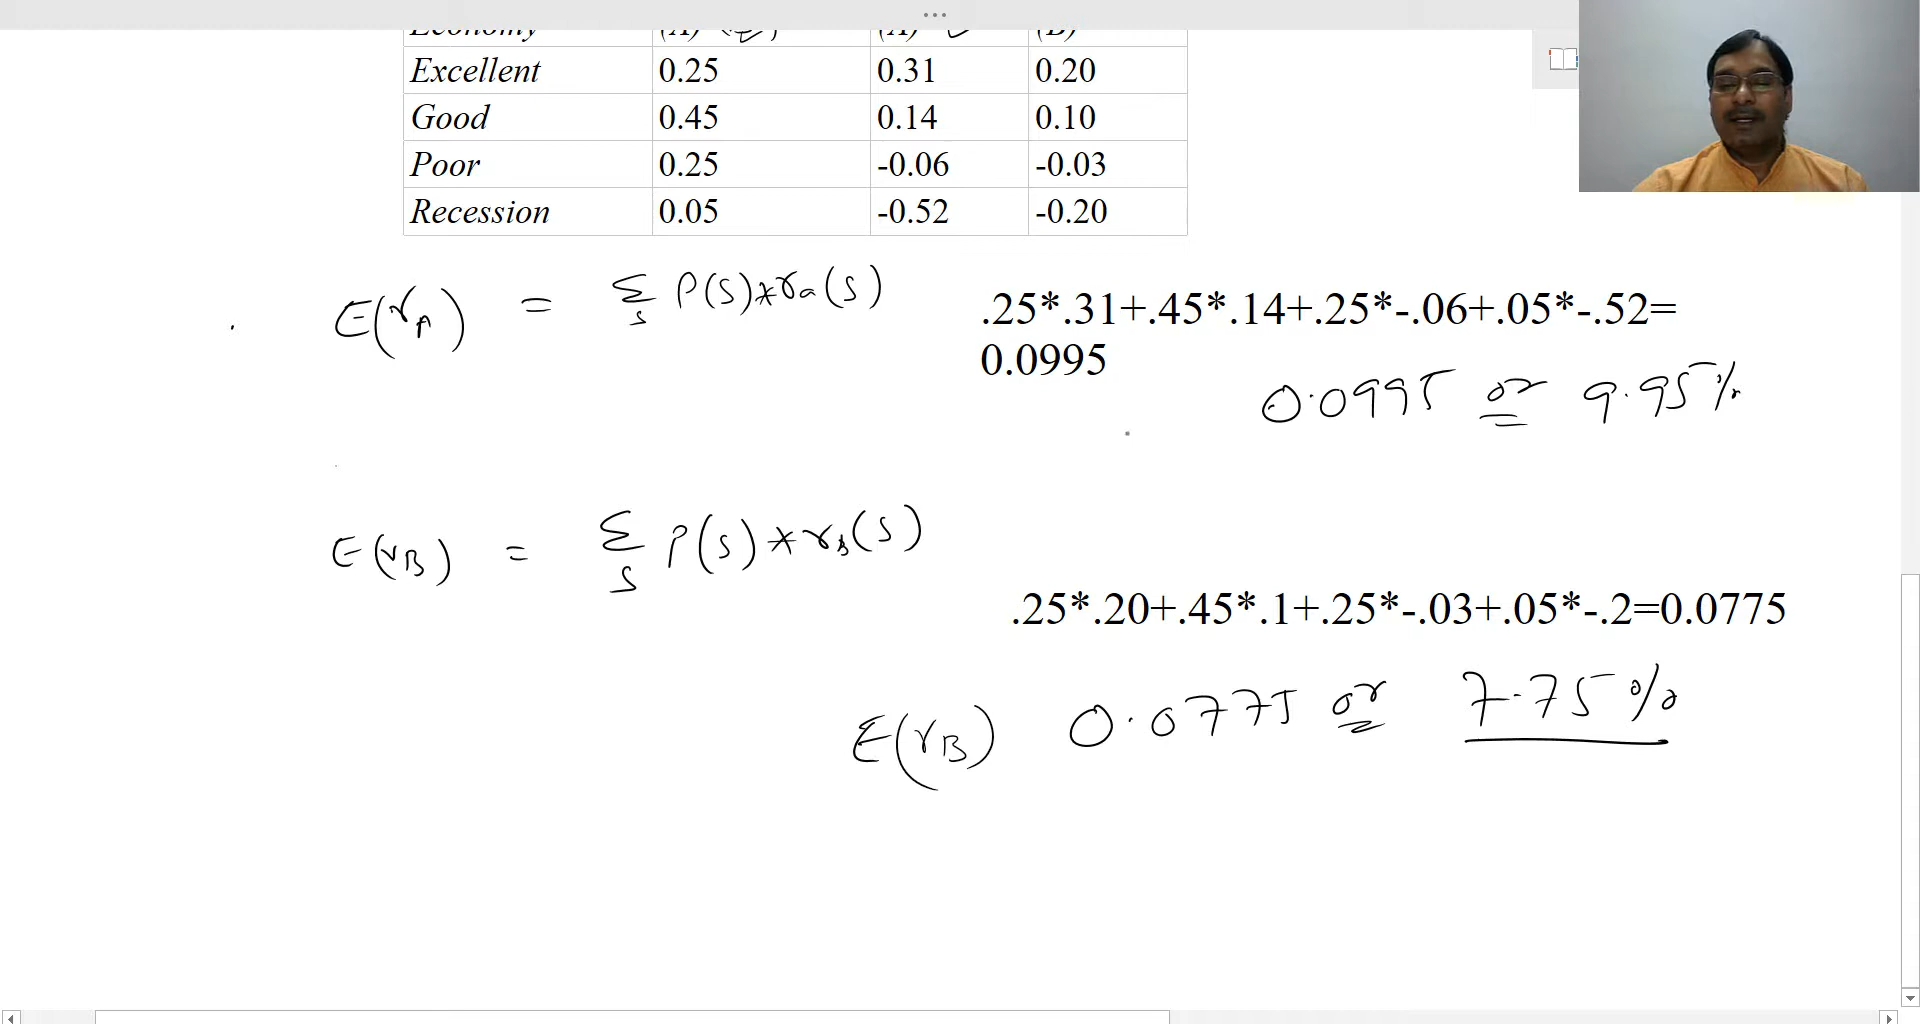 Economy (A) (A) (B)
Excellent 0.25 0.31 0.20
Good 0.45 0.14 0.10
Poor 0.25 -0.06 -0.03
Recession 0.05 -0.52 -0.20
E(rA) = Σ P(s)*ra(s)
s
.25*.31+.45*.14+.25*-.06+.05*-.52=
0.0995
0.0995 or 9.95%
E(rB) = Σ P(s)*rB(s)
s
.25*.20+.45*.1+.25*-.03+.05*-.2=0.0775
E(rB) 0.0775 or 7.75%